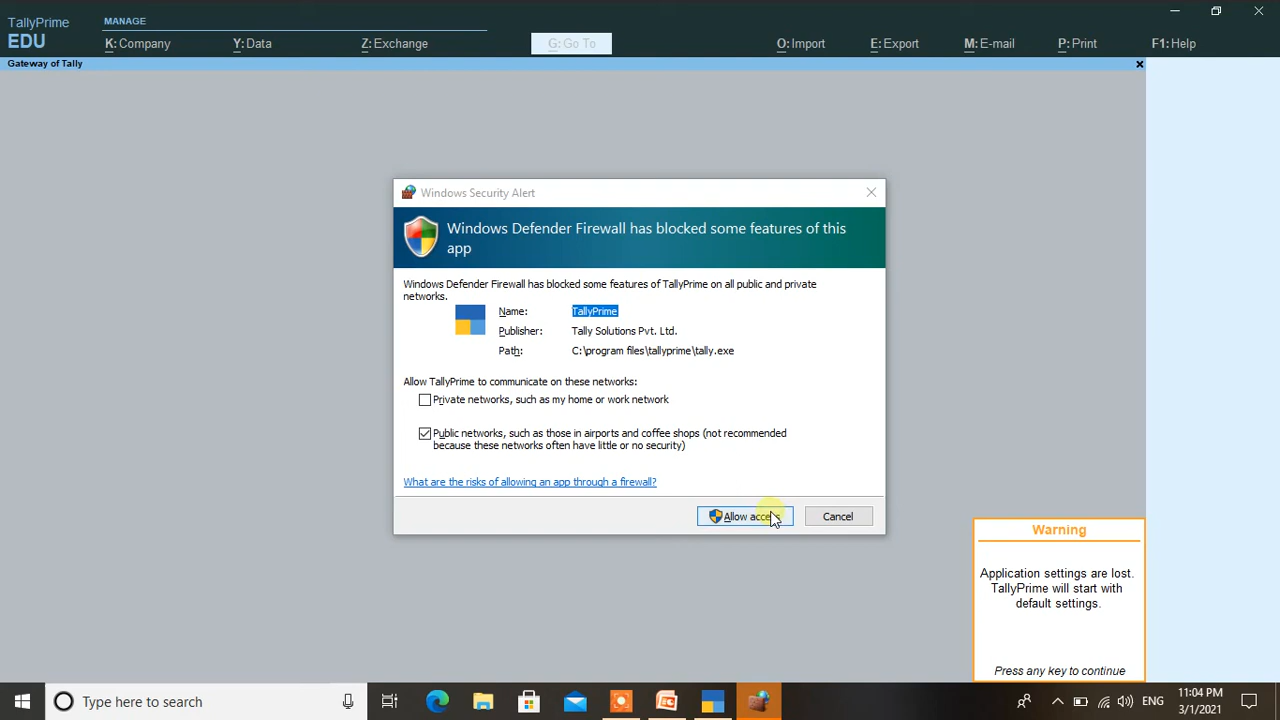 TallyPrime
EDU
MANAGE
K: Company
Y: Data
Z: Exchange
G: Go To
O: Import
E: Export
M: E-mail
P: Print
F1: Help
Gateway of Tally
Windows Security Alert
Windows Defender Firewall has blocked some features of this
app
Windows Defender Firewall has blocked some features of TallyPrime on all public and private
networks.
Name: TallyPrime
Publisher: Tally Solutions Pvt. Ltd.
Path: C:\program files\tallyprime\tally.exe
Allow TallyPrime to communicate on these networks:
Private networks, such as my home or work network
Public networks, such as those in airports and coffee shops (not recommended
because these networks often have little or no security)
What are the risks of allowing an app through a firewall?
Allow access
Cancel
Warning
Application settings are lost.
TallyPrime will start with
default settings.
Press any key to continue
Type here to search
ENG
11:04 PM
3/1/2021